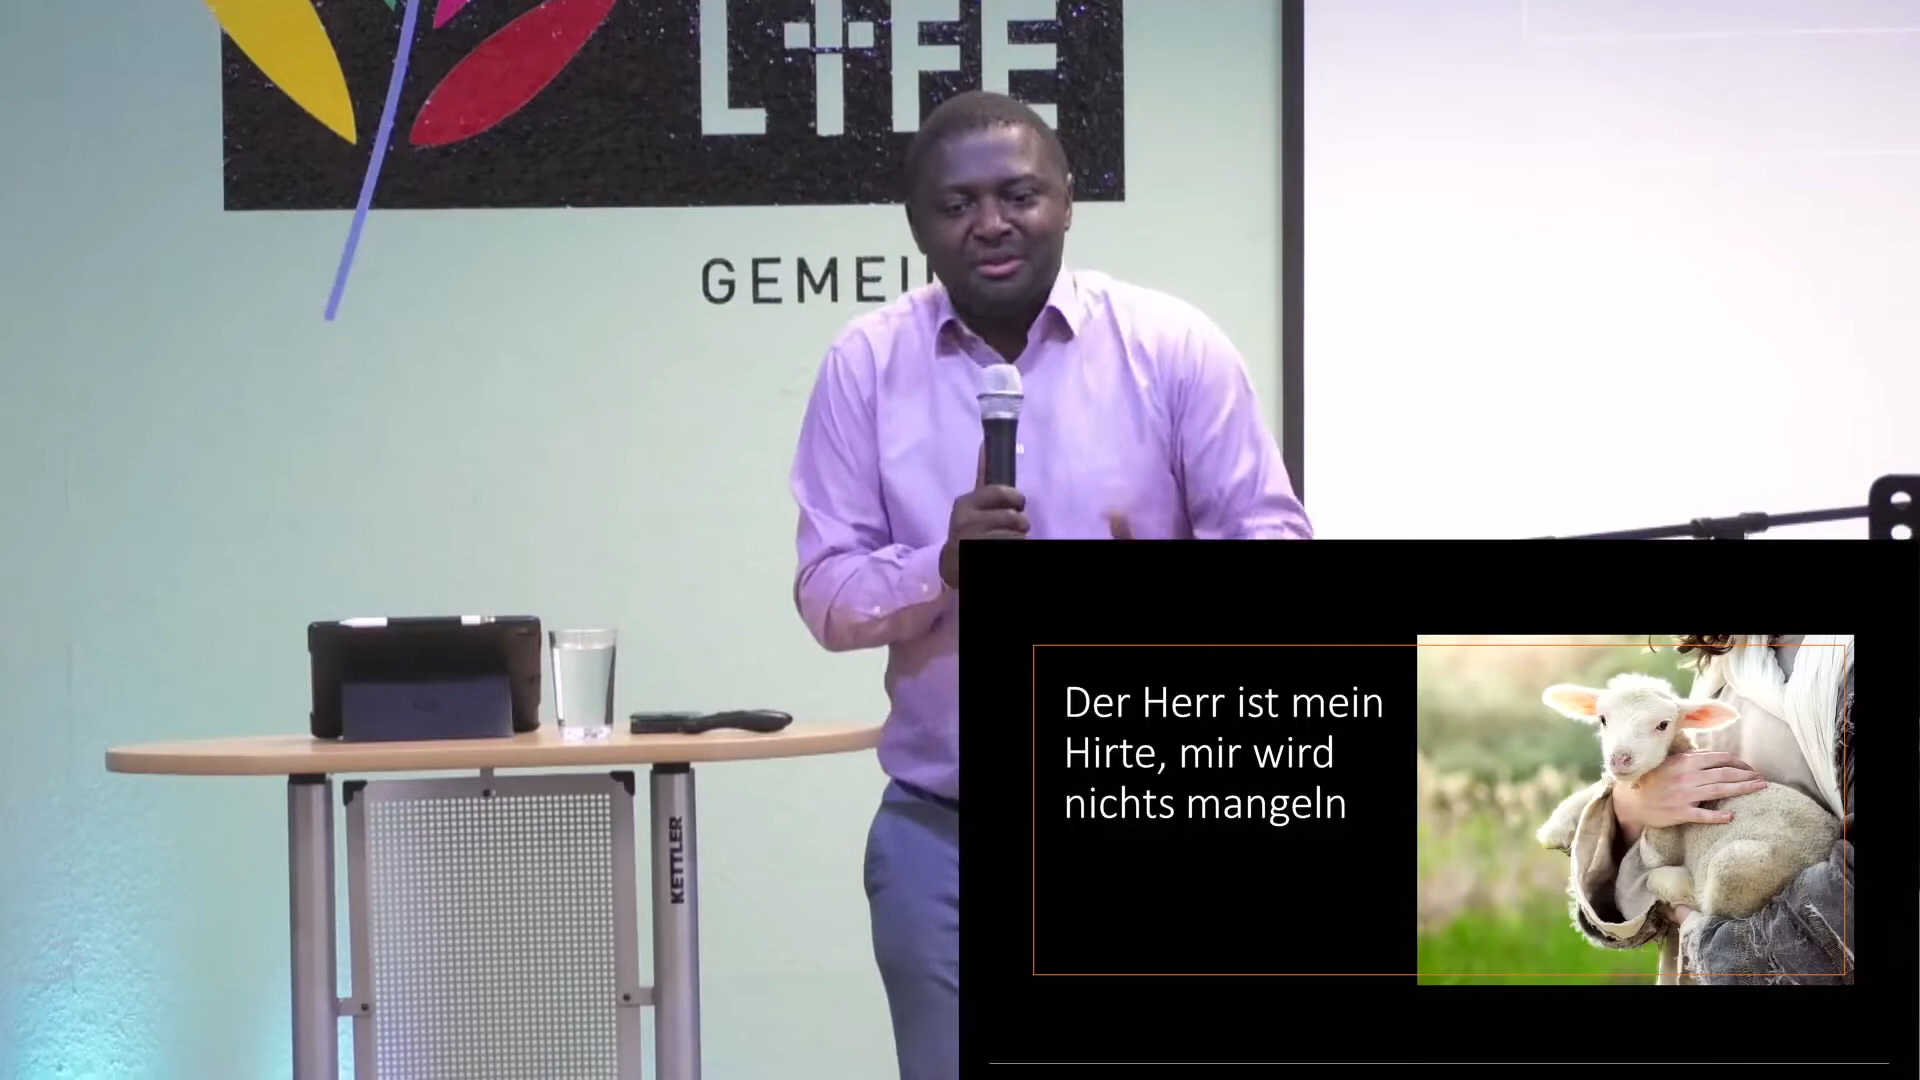 LIFE
GEMEI
KETTLER
Der Herr ist mein
Hirte, mir wird
nichts mangeln